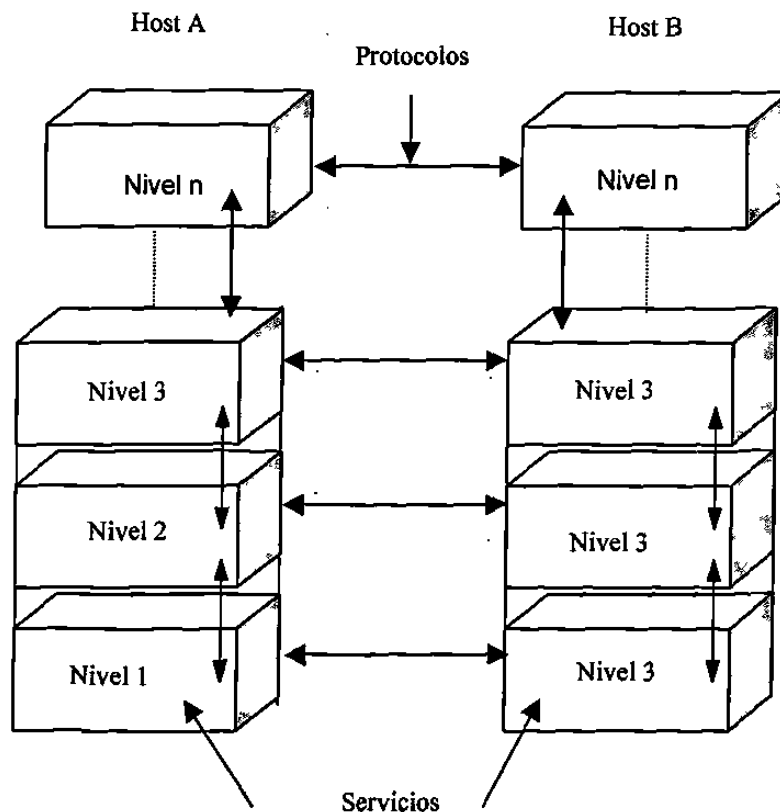 Host A
Host B
Protocolos
Nivel n
Nivel n
Nivel 3
Nivel 3
Nivel 2
Nivel 3
Nivel 1
Nivel 3
Servicios